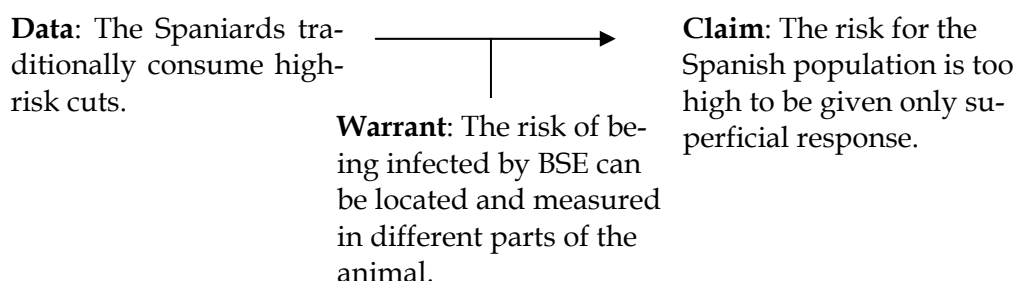 Data: The Spaniards tra-
ditionally consume high-
risk cuts.
Claim: The risk for the
Spanish population is too
high to be given only su-
perficial response.
Warrant: The risk of be-
ing infected by BSE can
be located and measured
in different parts of the
animal.